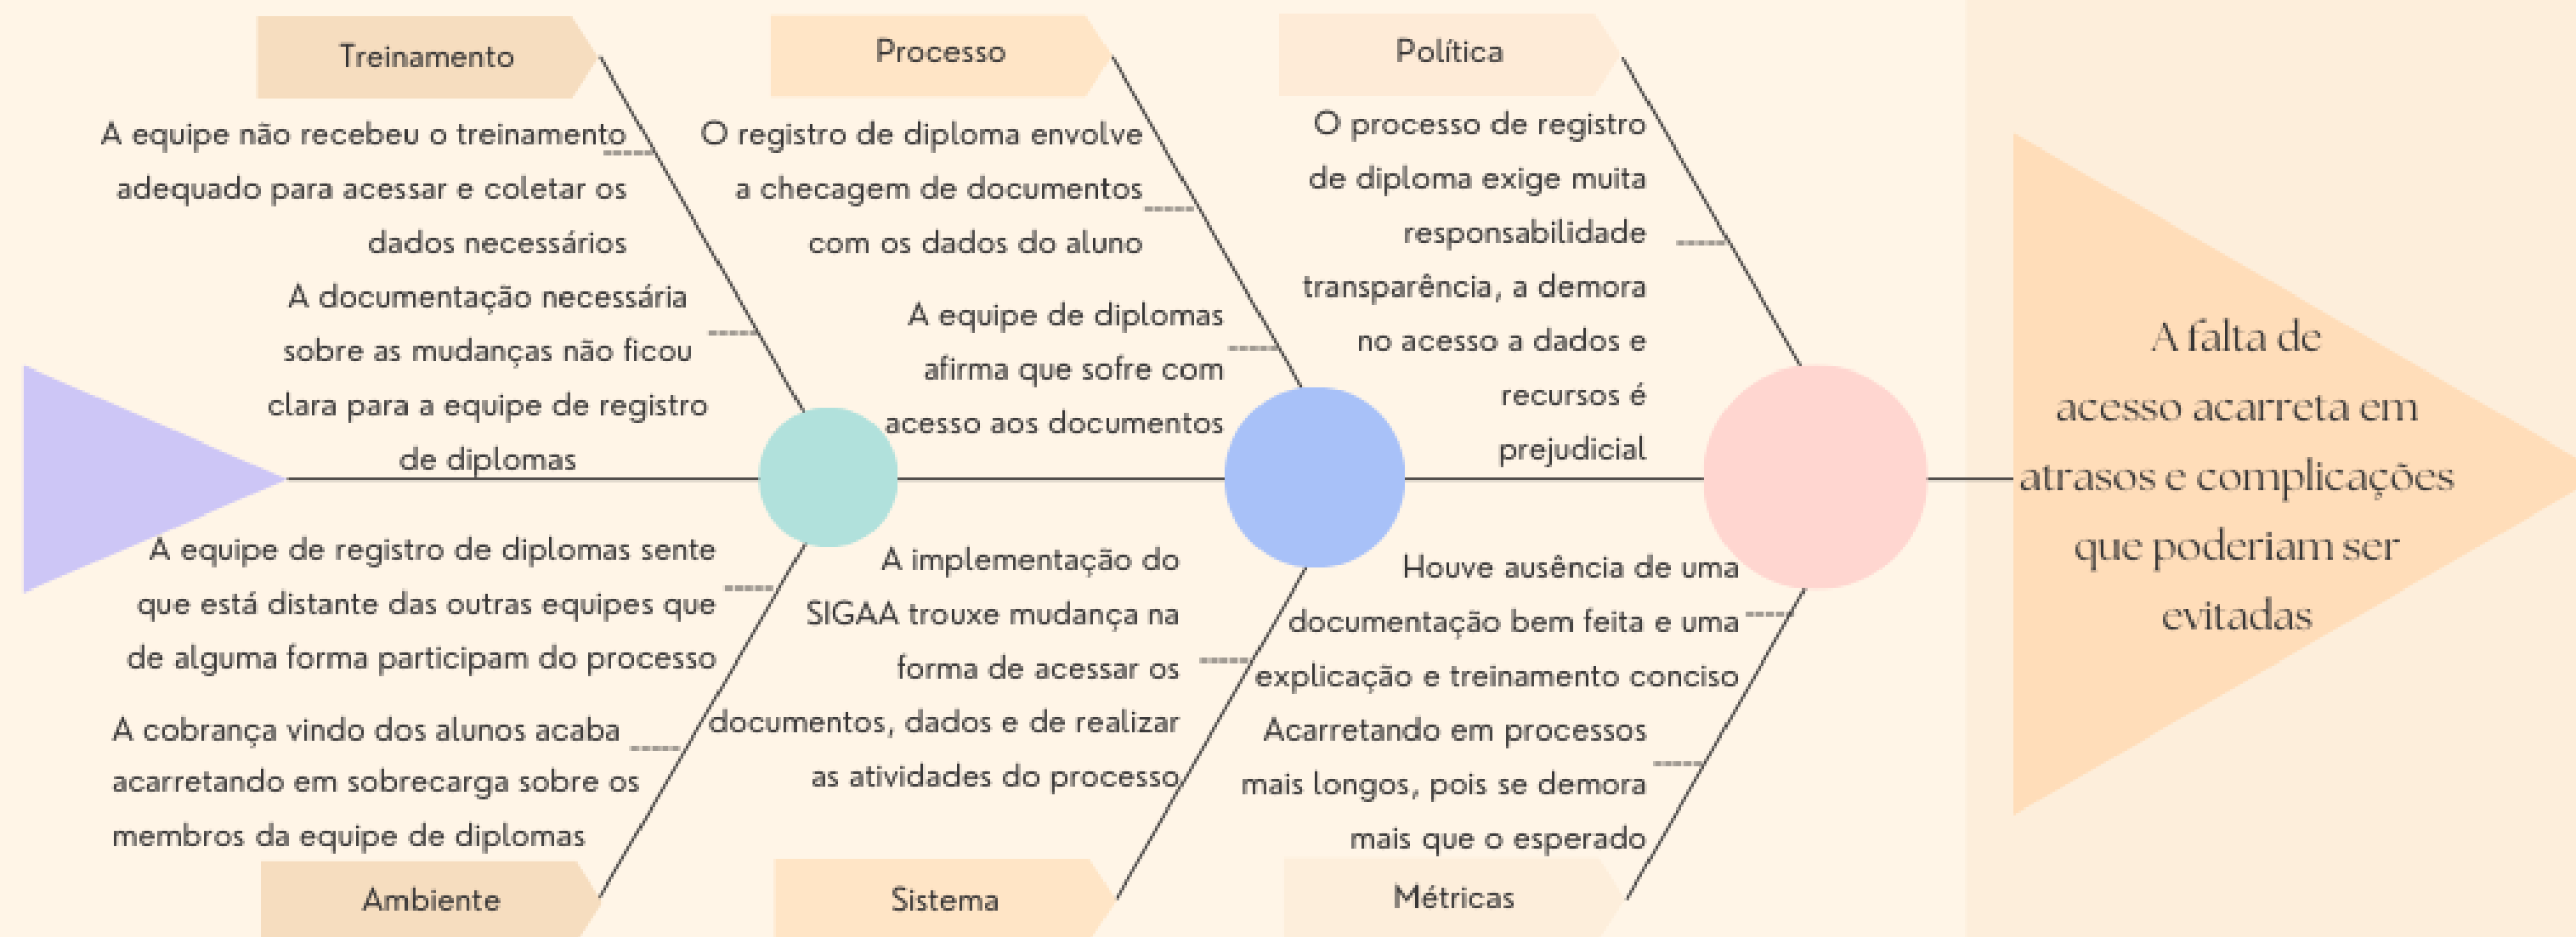 Treinamento
A equipe não recebeu o treinamento
adequado para acessar e coletar os
dados necessários
A documentação necessária
sobre as mudanças não ficou
clara para a equipe de registro
de diplomas
Processo
O registro de diploma envolve
a checagem de documentos
com os dados do aluno
A equipe de diplomas
afirma que sofre com
acesso aos documentos
Política
O processo de registro
de diploma exige muita
responsabilidade
transparência, a demora
no acesso a dados e
recursos é
prejudicial
A equipe de registro de diplomas sente
que está distante das outras equipes que
de alguma forma participam do processo
A cobrança vindo dos alunos acaba
acarretando em sobrecarga sobre os
membros da equipe de diplomas
Ambiente
A implementação do
SIGAA trouxe mudança na
forma de acessar os
documentos, dados e de realizar
as atividades do processo
Sistema
Houve ausência de uma
documentação bem feita e uma
explicação e treinamento conciso
Acarretando em processos
mais longos, pois se demora
mais que o esperado
Métricas
A falta de
acesso acarreta em
atrasos e complicações
que poderiam ser
evitadas